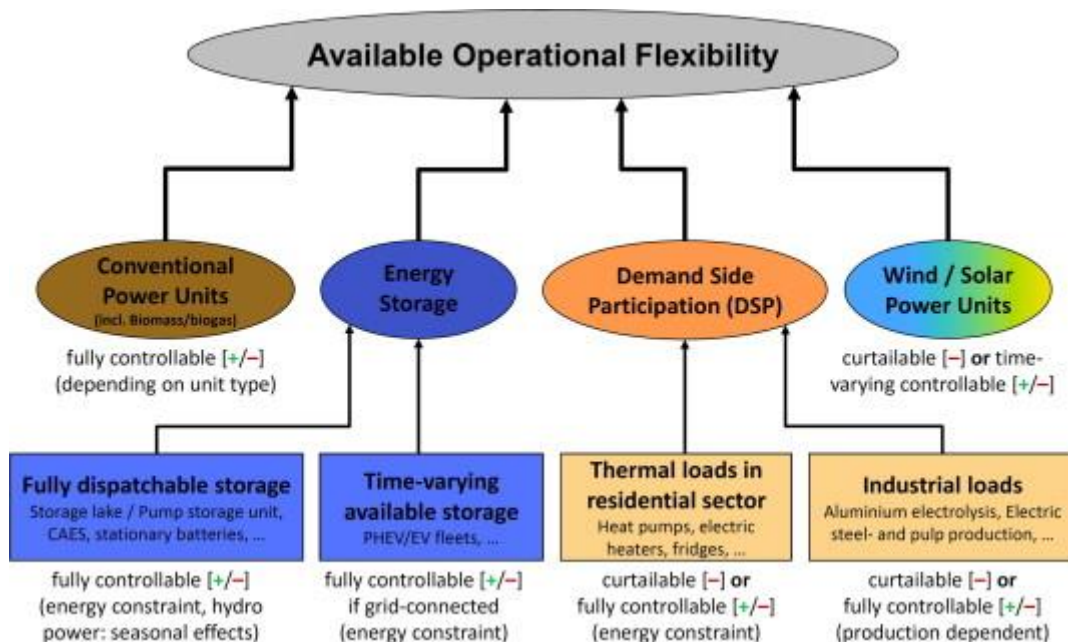 Available Operational Flexibility
Conventional
Power Units
(incl. Biomass/biogas)
fully controllable [+/−]
(depending on unit type)
Energy
Storage
Demand Side
Participation (DSP)
Wind / Solar
Power Units
curtailable [−] or time-
varying controllable [+/−]
Fully dispatchable storage
Storage lake / Pump storage unit,
CAES, stationary batteries, ...
fully controllable [+/−]
(energy constraint, hydro
power: seasonal effects)
Time-varying
available storage
PHEV/EV fleets, ...
fully controllable [+/−]
if grid-connected
(energy constraint)
Thermal loads in
residential sector
Heat pumps, electric
heaters, fridges, ...
curtailable [−] or
fully controllable [+/−]
(energy constraint)
Industrial loads
Aluminium electrolysis, Electric
steel- and pulp production, ...
curtailable [−] or
fully controllable [+/−]
(production dependent)